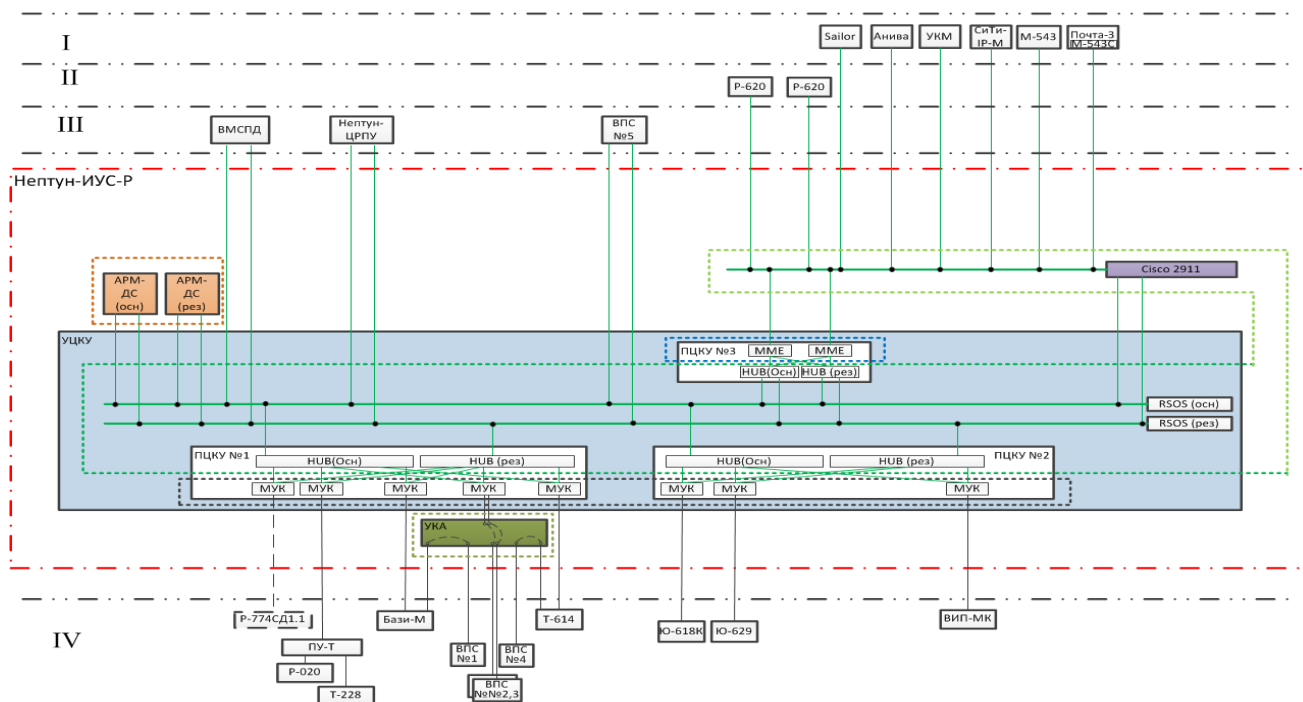 I
Sailor
Анива
УКМ
СиТи-
IP-M
М-543
Почта-3
(М-543С)
II
Р-620
Р-620
III
ВМСПД
Нептун-
ЦРПУ
ВПС
№5
Нептун-ИУС-Р
АРМ-
ДС
(осн)
АРМ-
ДС
(рез)
Cisco 2911
УЦКУ
ПЦКУ №3
ММЕ
ММЕ
HUB(Осн)
HUB (рез)
RSOS (осн)
RSOS (рез)
ПЦКУ №1
HUB(Осн)
HUB (рез)
МУК
МУК
МУК
МУК
МУК
HUB(Осн)
HUB (рез)
ПЦКУ №2
МУК
МУК
МУК
УКА
IV
Р-774СД1.1
ПУ-Т
Р-020
Т-228
Бази-М
ВПС
№1
ВПС
№№2,3
ВПС
№4
Т-614
Ю-618К
Ю-629
ВИП-МК